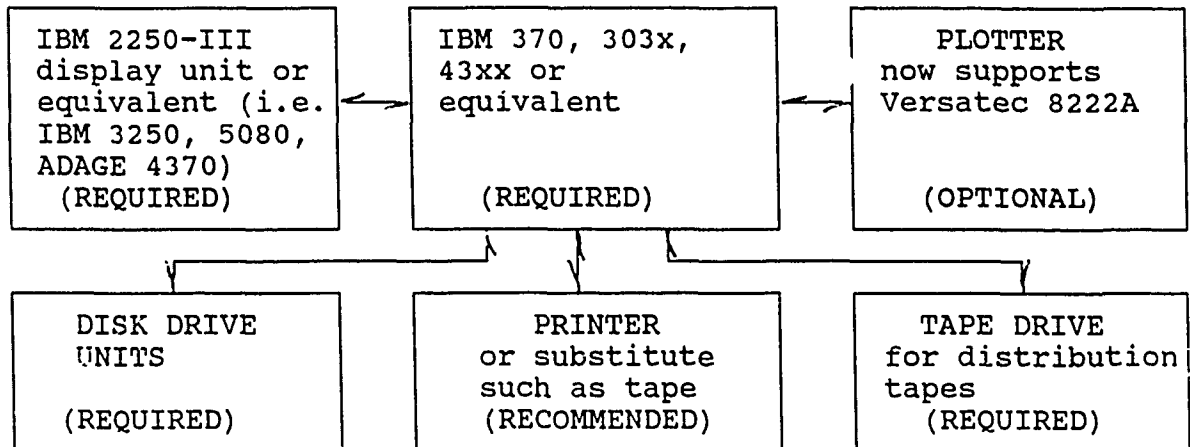 IBM 2250-III
display unit or
equivalent (i.e.
IBM 3250, 5080,
ADAGE 4370)
(REQUIRED)
IBM 370, 303x,
43xx or
equivalent
(REQUIRED)
PLOTTER
now supports
Versatec 8222A
(OPTIONAL)
DISK DRIVE
UNITS
(REQUIRED)
PRINTER
or substitute
such as tape
(RECOMMENDED)
TAPE DRIVE
for distribution
tapes
(REQUIRED)